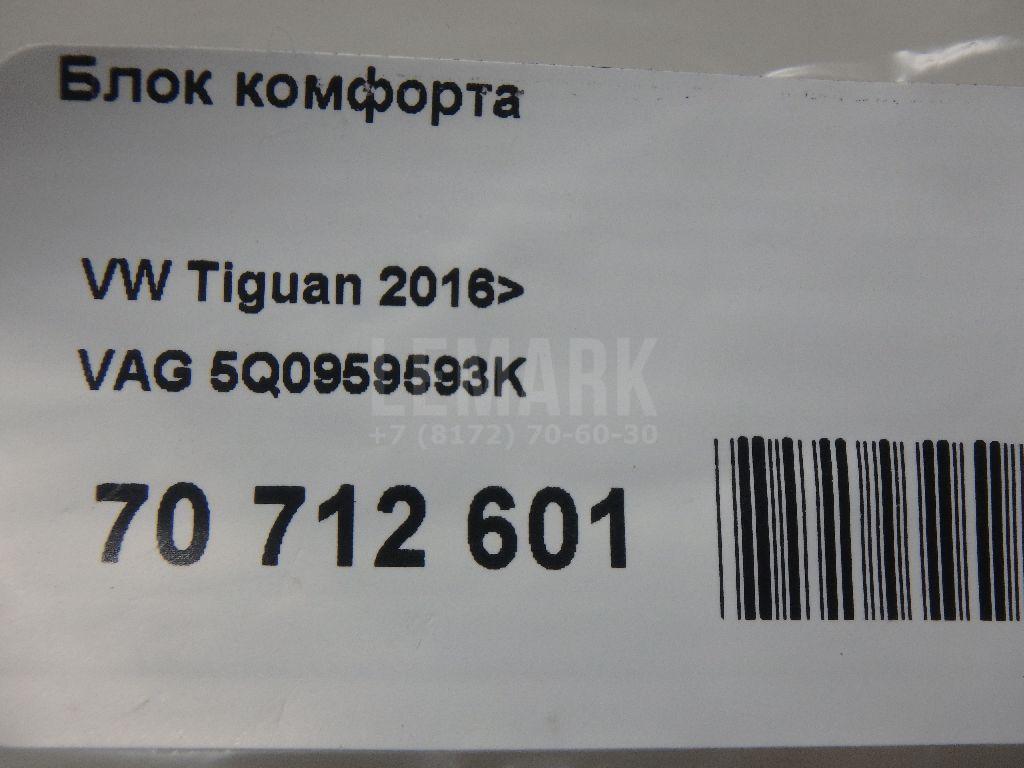 Блок комфорта
VW Tiguan 2016>
VAG 5Q0959593K
LEMARK
+7 (8172) 70-60-30
70 712 601